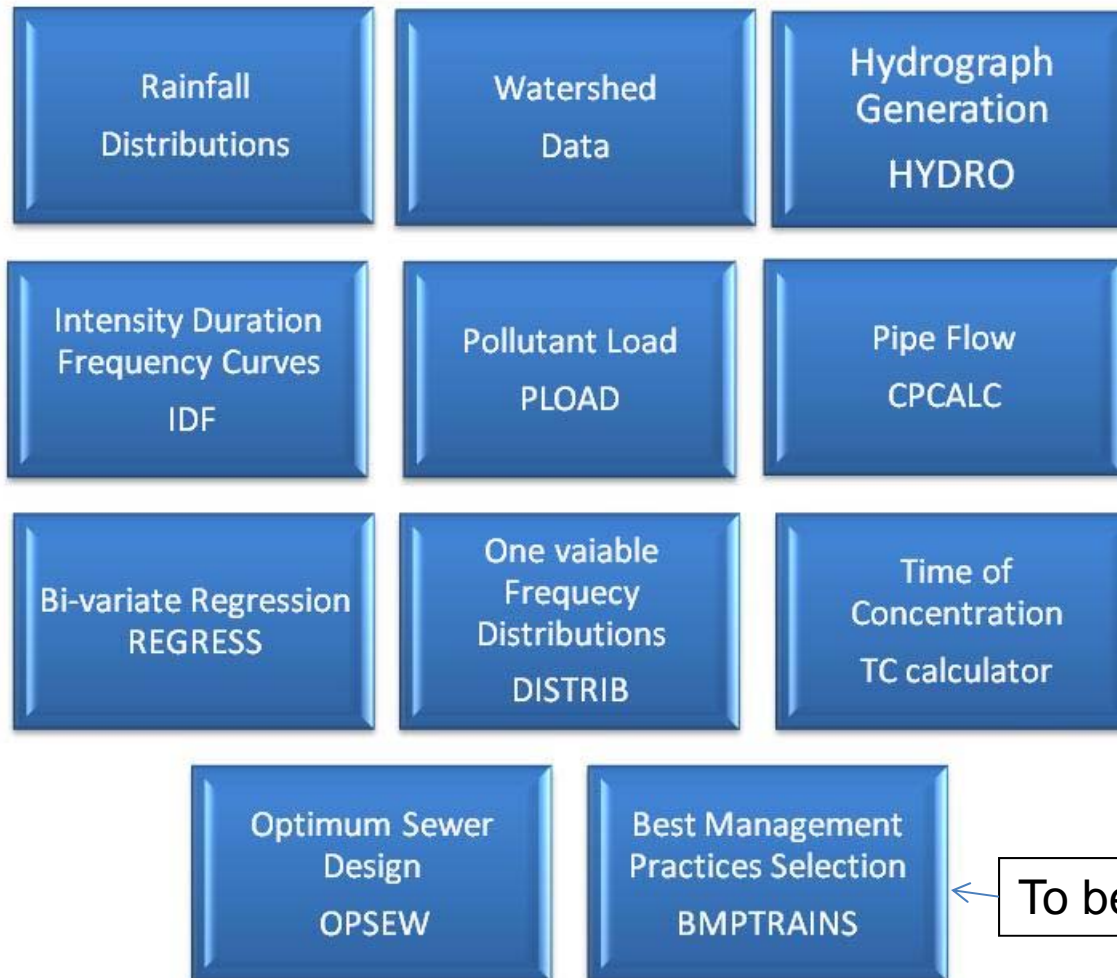 Rainfall
Distributions
Watershed
Data
Hydrograph
Generation
HYDRO
Intensity Duration
Frequency Curves
IDF
Pollutant Load
PLOAD
Pipe Flow
CPCALC
Bi-variate Regression
REGRESS
One vaiable
Frequecy
Distributions
DISTRIB
Time of
Concentration
TC calculator
Optimum Sewer
Design
OPSEW
Best Management
Practices Selection
BMPTRAINS
To be